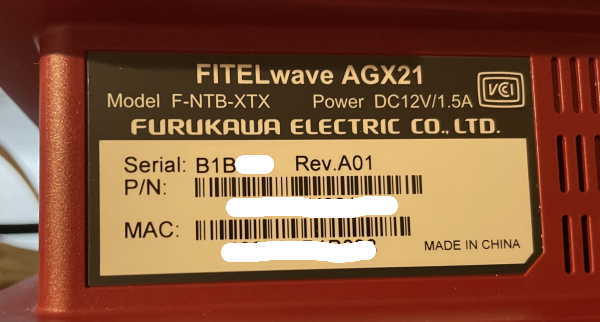 FITELwave AGX21
VCCI
Model F-NTB-XTX Power DC12V/1.5A
FURUKAWA ELECTRIC CO., LTD.
Serial: B1B Rev.A01
P/N:
MAC:
MADE IN CHINA